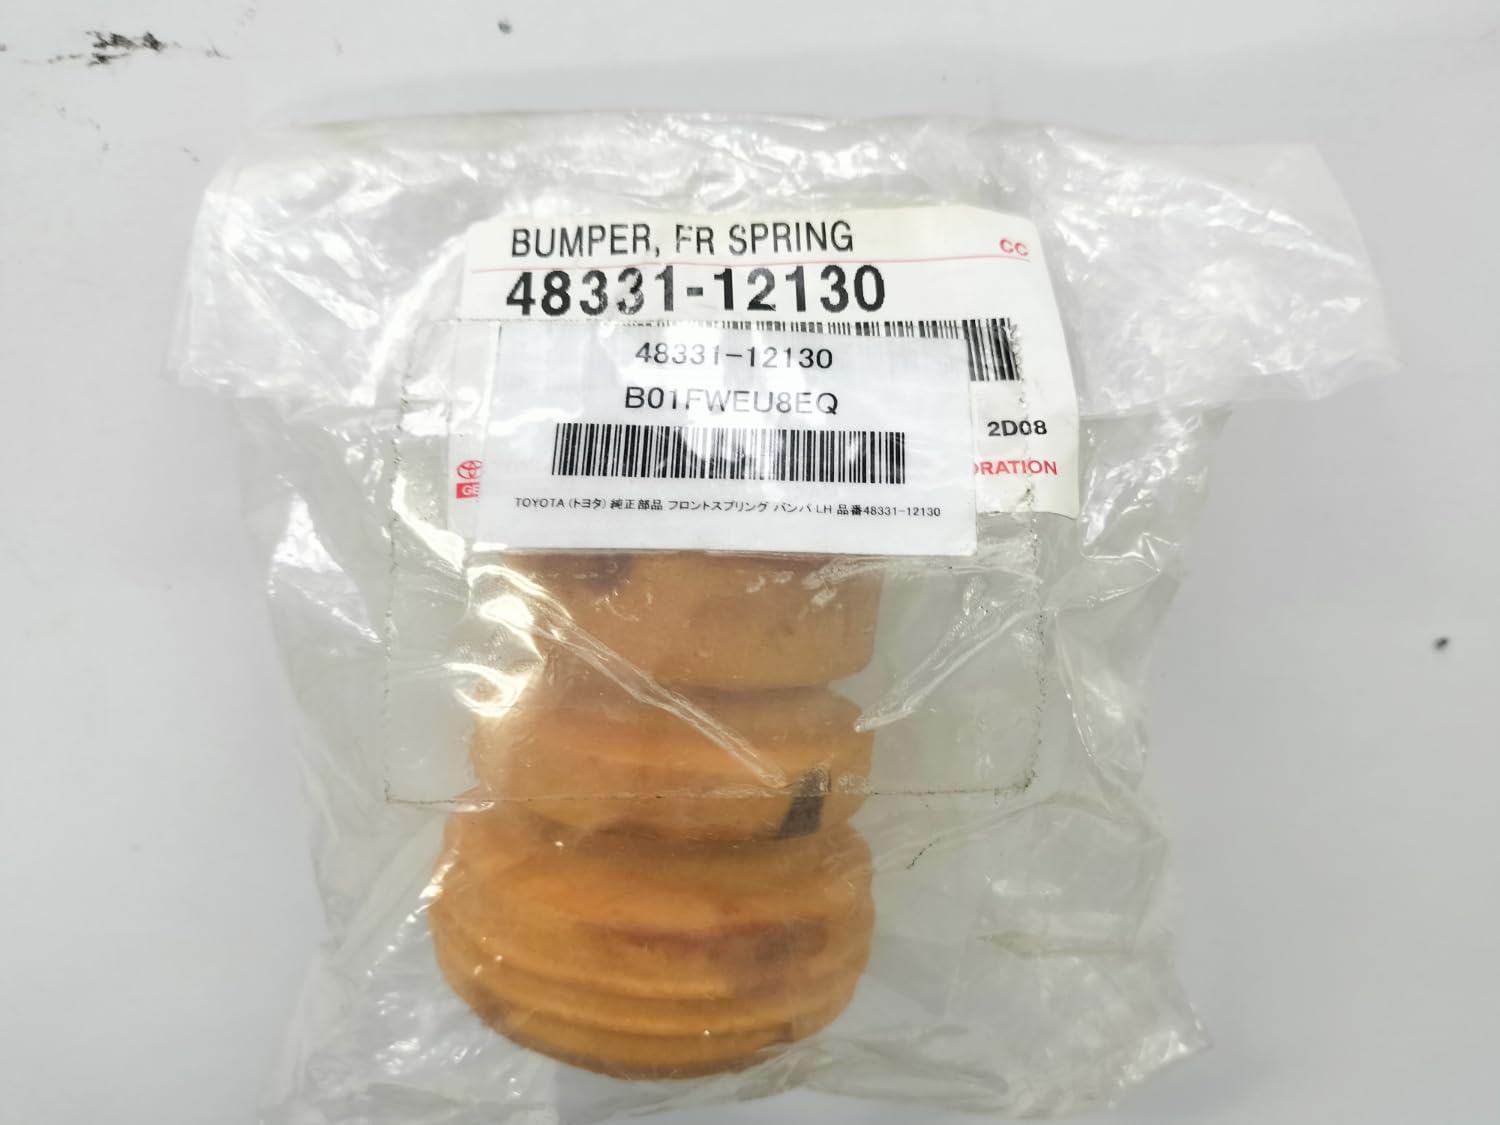 BUMPER, FR SPRING
CC
48331-12130
48331-12130
B01FWEU8EQ
2D08
TOYOTA (トヨタ) 純正部品 フロントスプリング バンパ LH 品番48331-12130